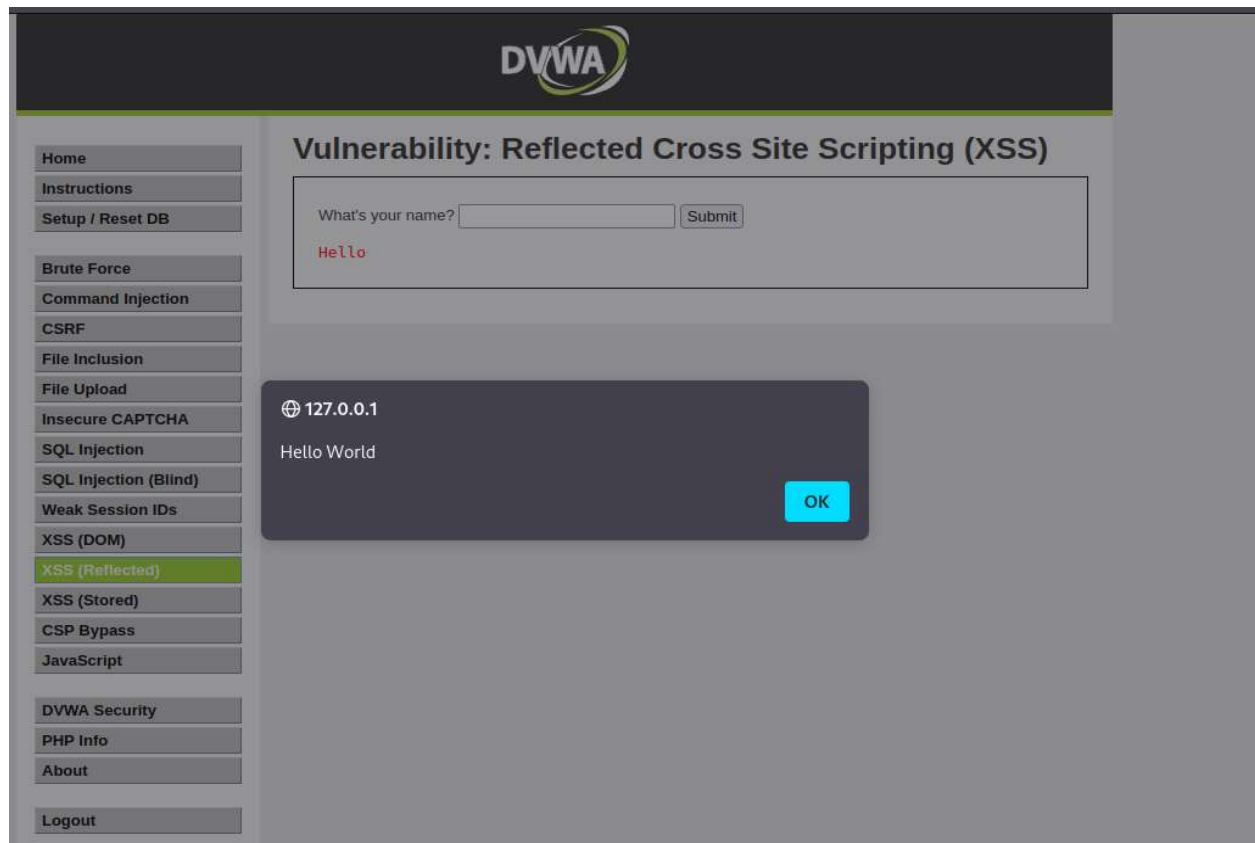 DVWA
Home
Instructions
Setup / Reset DB
Brute Force
Command Injection
CSRF
File Inclusion
File Upload
Insecure CAPTCHA
SQL Injection
SQL Injection (Blind)
Weak Session IDs
XSS (DOM)
XSS (Reflected)
XSS (Stored)
CSP Bypass
JavaScript
DVWA Security
PHP Info
About
Logout
Vulnerability: Reflected Cross Site Scripting (XSS)
What's your name? Submit
Hello
127.0.0.1
Hello World
OK